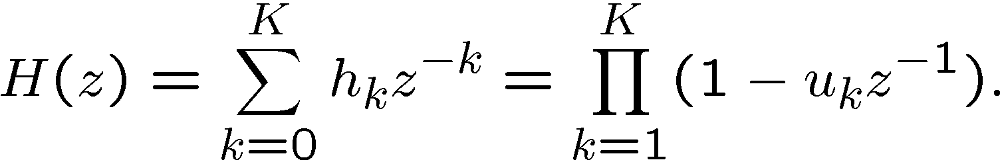 H(z) = \sum_{k=0}^{K} h_k z^{-k} = \prod_{k=1}^{K} (1 - u_k z^{-1}).